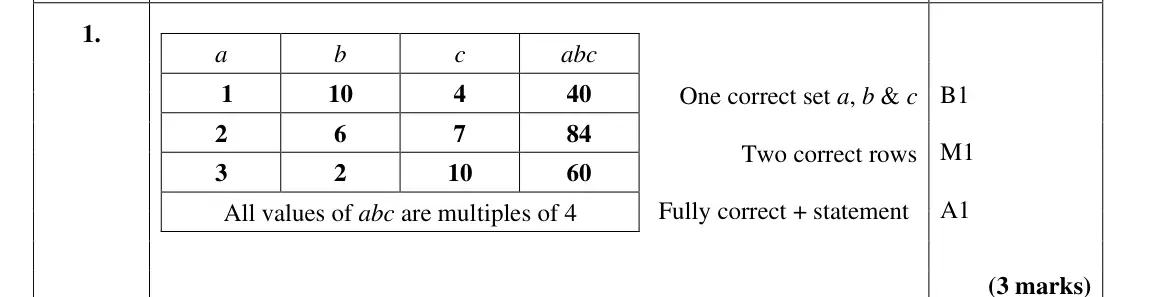 1.
a b c abc
1 10 4 40
One correct set a, b & c B1
2 6 7 84
Two correct rows M1
3 2 10 60
All values of abc are multiples of 4
Fully correct + statement A1
(3 marks)